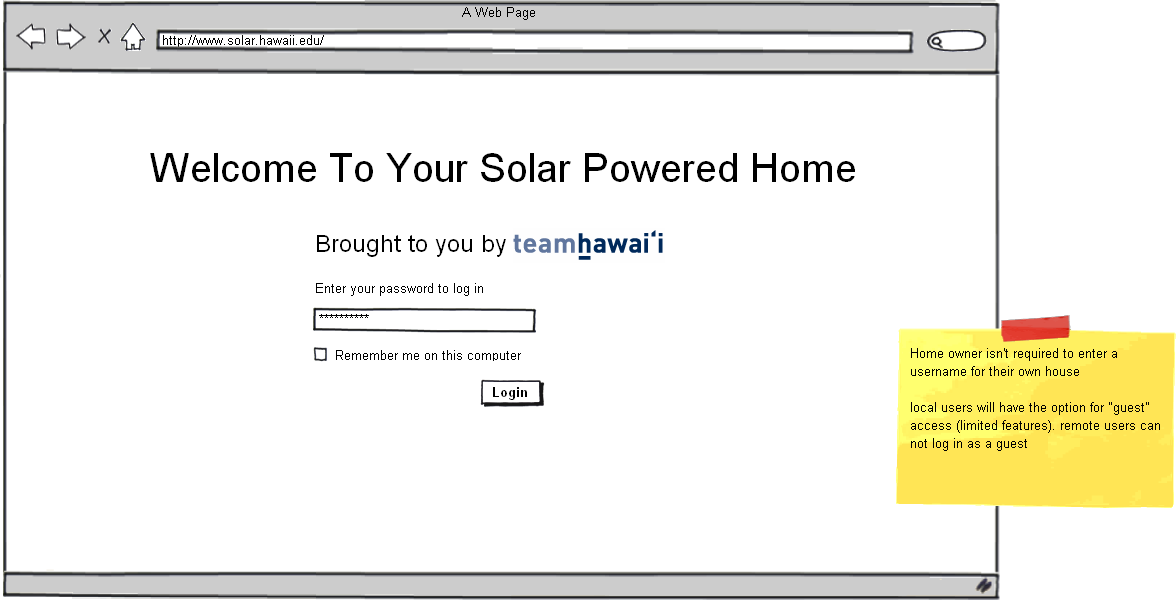 A Web Page
http://www.solar.hawaii.edu/
Welcome To Your Solar Powered Home
Brought to you by teamhawaiʻi
Enter your password to log in
**********
Remember me on this computer
Login
Home owner isn't required to enter a
username for their own house
local users will have the option for "guest"
access (limited features). remote users can
not log in as a guest